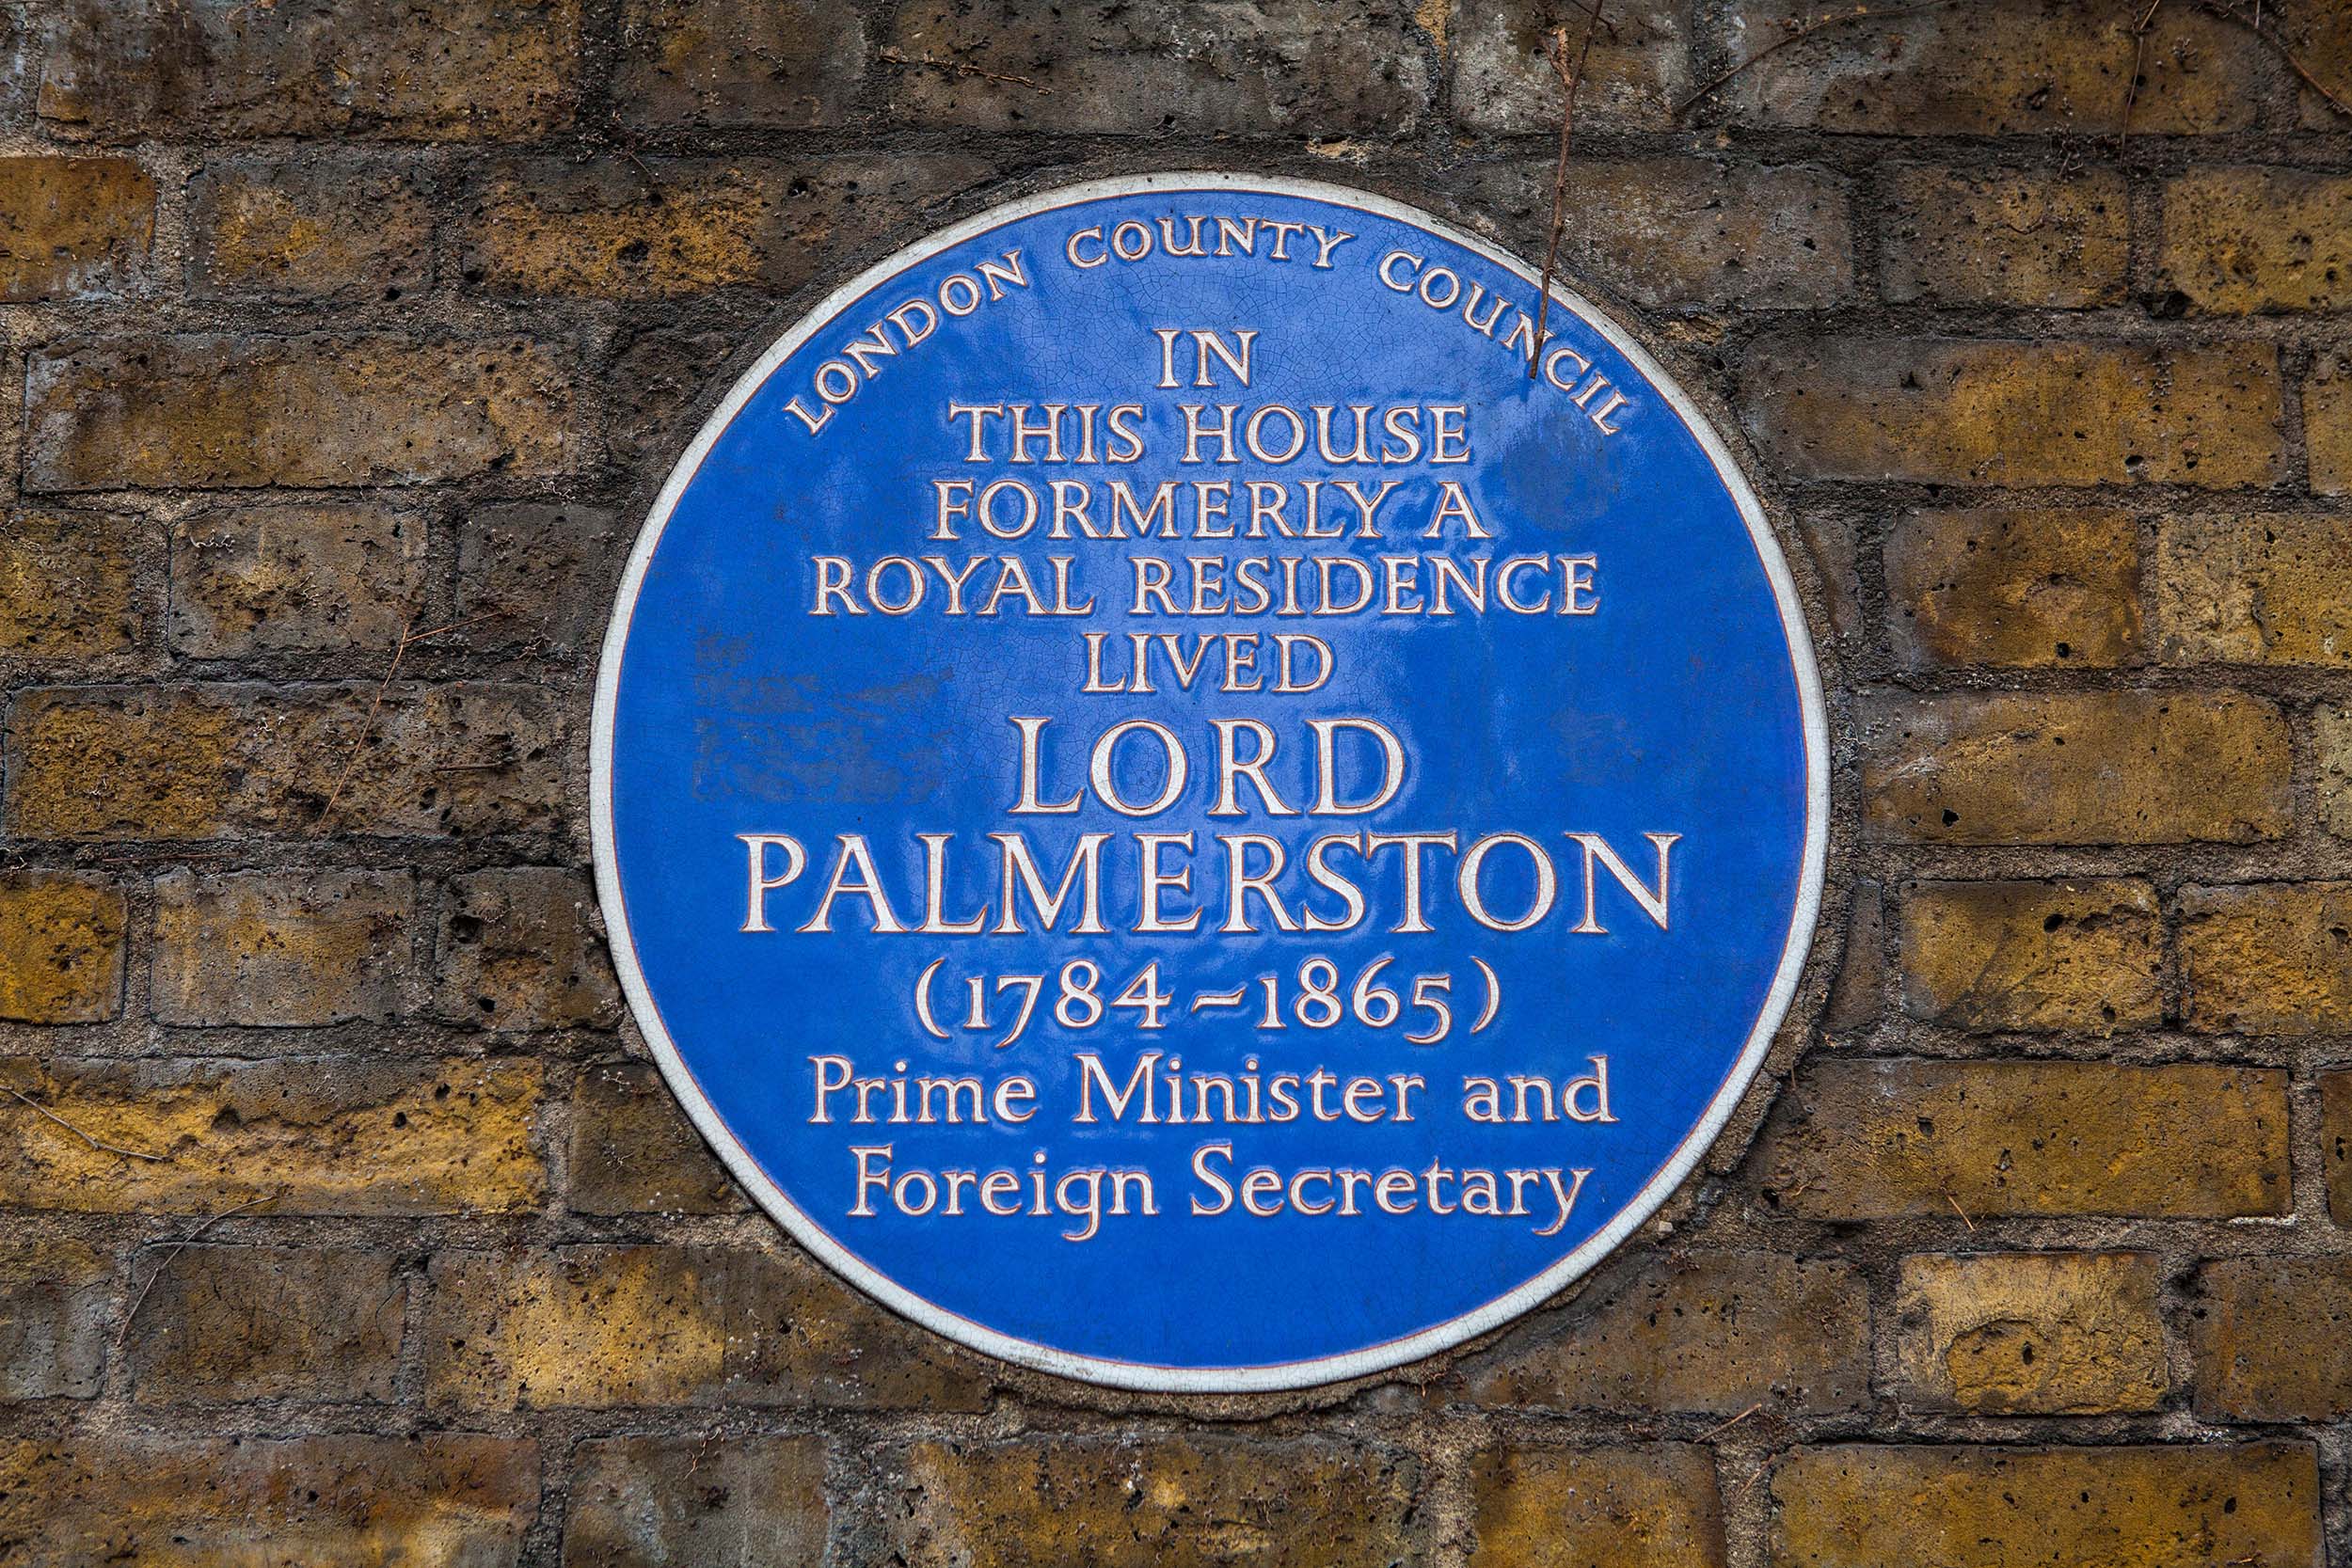 LONDON COUNTY COUNCIL
IN
THIS HOUSE
FORMERLY A
ROYAL RESIDENCE
LIVED
LORD
PALMERSTON
(1784-1865)
Prime Minister and
Foreign Secretary